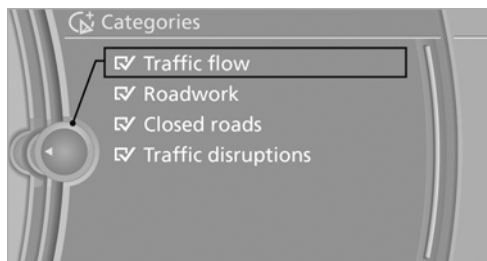 Categories
Traffic flow
Roadwork
Closed roads
Traffic disruptions